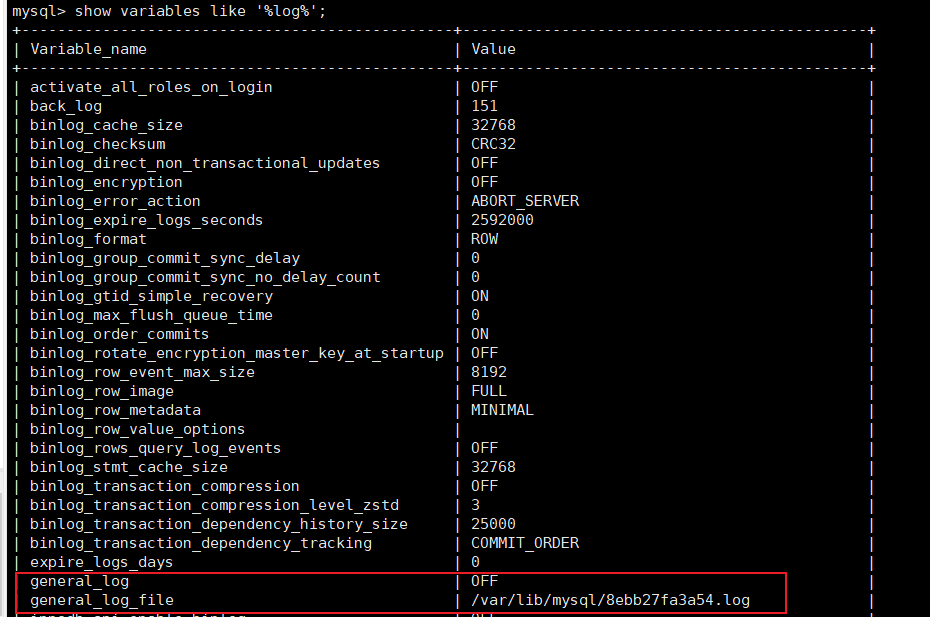 mysql> show variables like '%log%';
+------------------------------------------------+---------------------------------------------+
| Variable_name | Value |
+------------------------------------------------+---------------------------------------------+
| activate_all_roles_on_login | OFF |
| back_log | 151 |
| binlog_cache_size | 32768 |
| binlog_checksum | CRC32 |
| binlog_direct_non_transactional_updates | OFF |
| binlog_encryption | OFF |
| binlog_error_action | ABORT_SERVER |
| binlog_expire_logs_seconds | 2592000 |
| binlog_format | ROW |
| binlog_group_commit_sync_delay | 0 |
| binlog_group_commit_sync_no_delay_count | 0 |
| binlog_gtid_simple_recovery | ON |
| binlog_max_flush_queue_time | 0 |
| binlog_order_commits | ON |
| binlog_rotate_encryption_master_key_at_startup | OFF |
| binlog_row_event_max_size | 8192 |
| binlog_row_image | FULL |
| binlog_row_metadata | MINIMAL |
| binlog_row_value_options | |
| binlog_rows_query_log_events | OFF |
| binlog_stmt_cache_size | 32768 |
| binlog_transaction_compression | OFF |
| binlog_transaction_compression_level_zstd | 3 |
| binlog_transaction_dependency_history_size | 25000 |
| binlog_transaction_dependency_tracking | COMMIT_ORDER |
| expire_logs_days | 0 |
| general_log | OFF |
| general_log_file | /var/lib/mysql/8ebb27fa3a54.log |